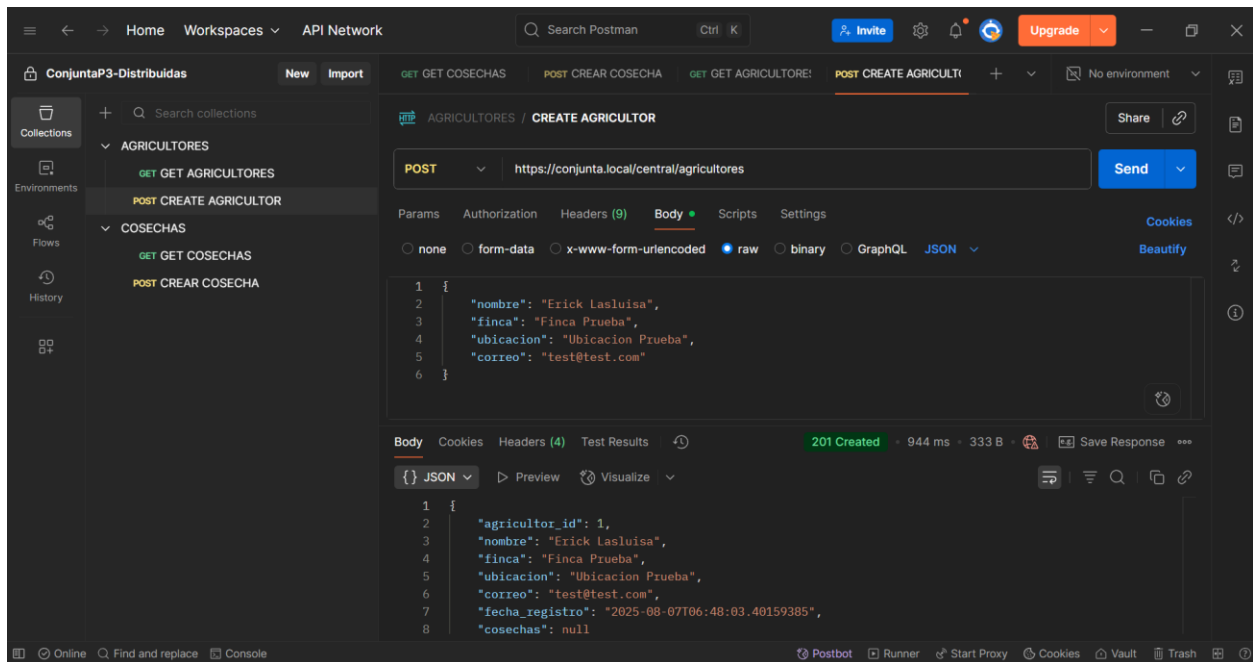 Home Workspaces API Network Search Postman Ctrl K Invite Upgrade
ConjuntaP3-Distribuidas New Import GET GET COSECHAS POST CREAR COSECHA GET GET AGRICULTORE: POST CREATE AGRICULT( No environment
Collections
Search collections
AGRICULTORES / CREATE AGRICULTOR Share
AGRICULTORES
GET GET AGRICULTORES
POST CREATE AGRICULTOR
COSECHAS
GET GET COSECHAS
POST CREAR COSECHA
Environments
Flows
History
POST https://conjunta.local/central/agricultores Send
Params Authorization Headers (9) Body Scripts Settings Cookies
none form-data x-www-form-urlencoded raw binary GraphQL JSON Beautify
1 {
2 "nombre": "Erick Lasluisa",
3 "finca": "Finca Prueba",
4 "ubicacion": "Ubicacion Prueba",
5 "correo": "test@test.com"
6 }
Body Cookies Headers (4) Test Results 201 Created 944 ms 333 B e.g. Save Response
{} JSON Preview Visualize
1 {
2 "agricultor_id": 1,
3 "nombre": "Erick Lasluisa",
4 "finca": "Finca Prueba",
5 "ubicacion": "Ubicacion Prueba",
6 "correo": "test@test.com",
7 "fecha_registro": "2025-08-07T06:48:03.40159385",
8 "cosechas": null
Online Find and replace Console Postbot Runner Start Proxy Cookies Vault Trash